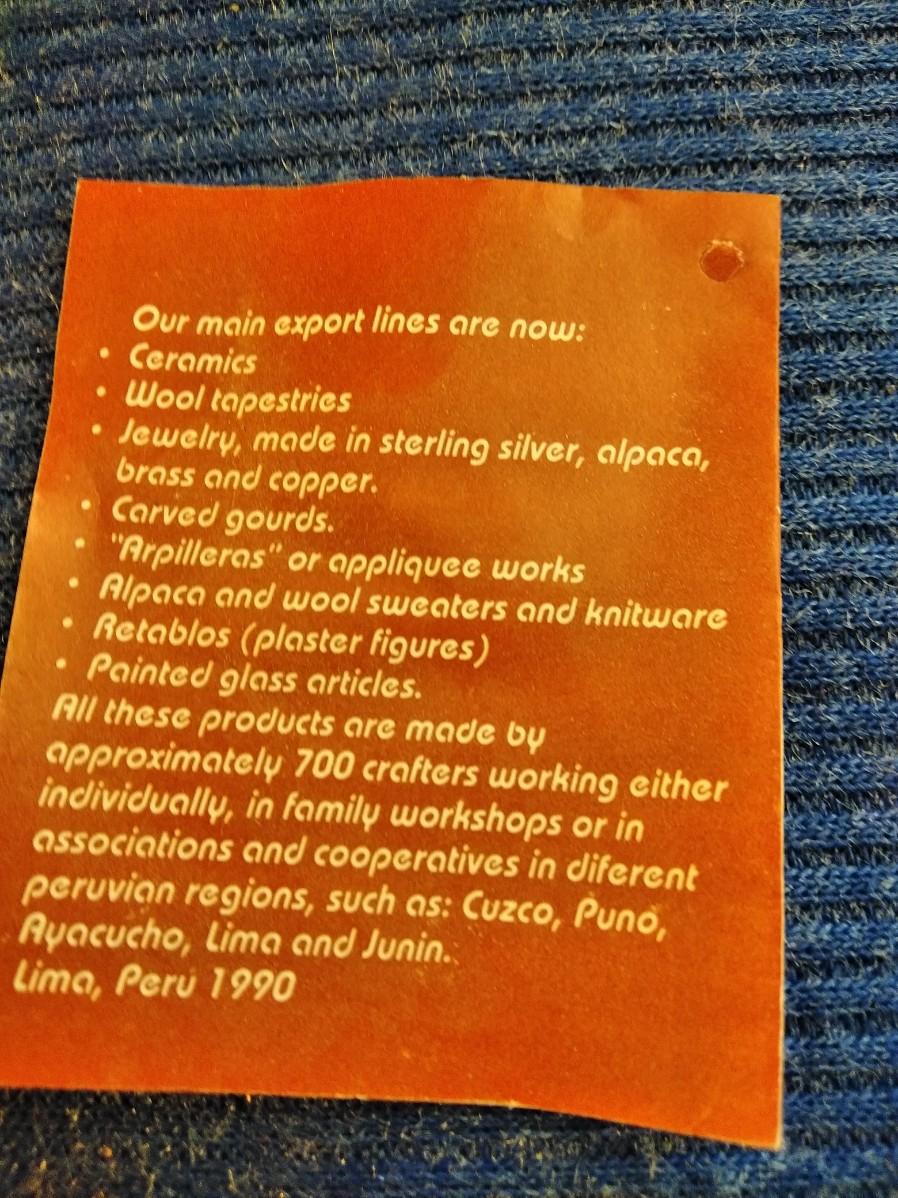 Our main export lines are now:
• Ceramics
• Wool tapestries
• Jewelry, made in sterling silver, alpaca,
brass and copper.
• Carved gourds.
• "Arpilleras" or appliquee works
• Alpaca and wool sweaters and knitware
• Retablos (plaster figures)
• Painted glass articles.
All these products are made by
approximately 700 crafters working either
individually, in family workshops or in
associations and cooperatives in diferent
peruvian regions, such as: Cuzco, Puno,
Ayacucho, Lima and Junin.
Lima, Perú 1990